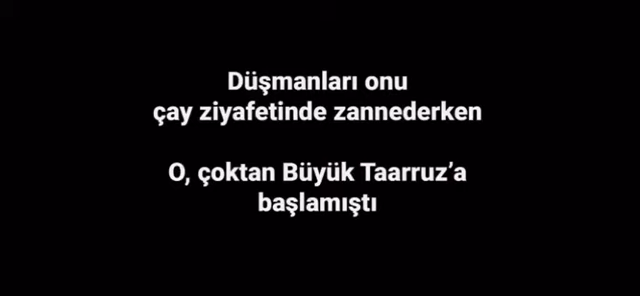 Düşmanları onu
çay ziyafetinde zannederken
O, çoktan Büyük Taarruz’a
başlamıştı